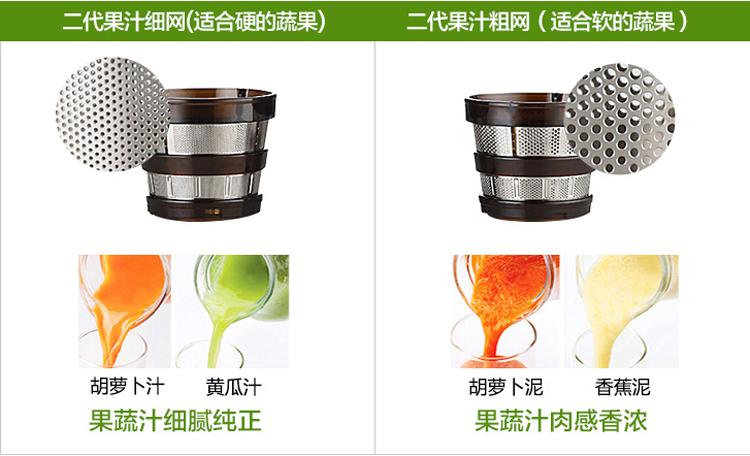 二代果汁细网(适合硬的蔬果)
二代果汁粗网（适合软的蔬果）
胡萝卜汁
黄瓜汁
果蔬汁细腻纯正
胡萝卜泥
香蕉泥
果蔬汁肉感香浓